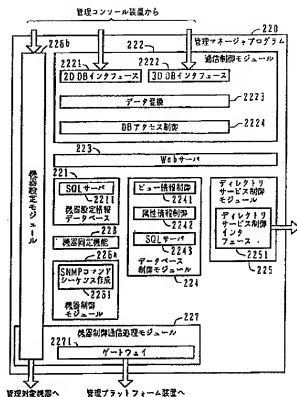 管理コンソール装置から
220
226b
222
管理マネージャプログラム
通信制御モジュール
2221
2222
2D DBインタフェース
3D DBインタフェース
データ変換
2223
DBアクセス制御
2224
223
Webサーバ
機器設定モジュール
221
SQLサーバ
2211
機器設定情報
データベース
228
機器同定機能
226a
SNMPコマンド
シーケンス作成
2261
機器制御
モジュール
ビュー情報制御
2241
属性情報制御
2242
SQLサーバ
2243
データベース
制御モジュール
224
ディレクトリ
サービス制御
モジュール
ディレクトリ
サービス制御
インタ
フェース
2251
225
機器制御通信処理モジュール
227
2271
ゲートウェイ
管理対象機器へ
管理プラットフォーム装置へ